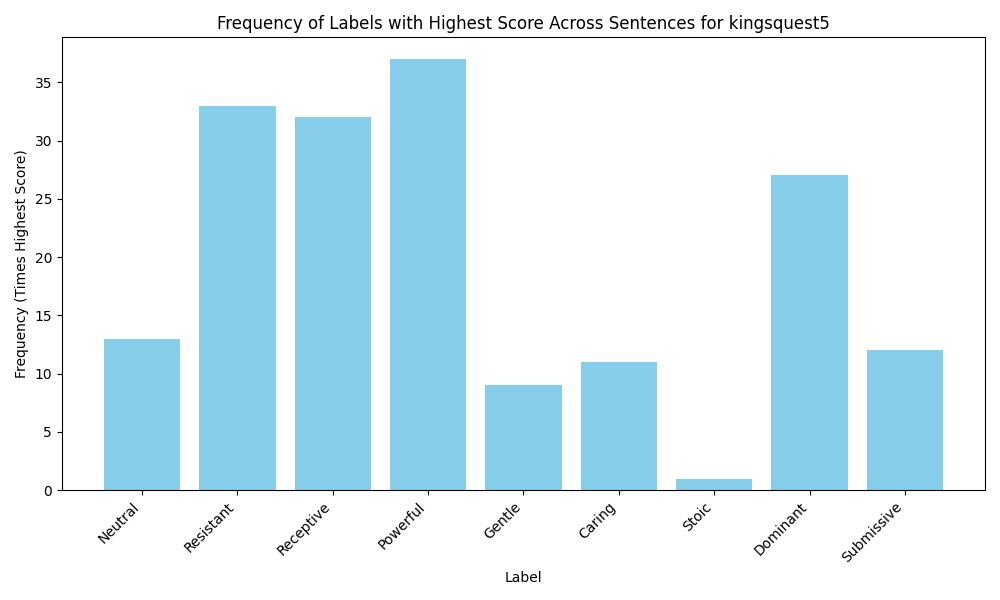 Frequency of Labels with Highest Score Across Sentences for kingsquest5
Frequency (Times Highest Score)
35
30
25
20
15
10
5
0
Neutral
Resistant
Receptive
Powerful
Gentle
Caring
Stoic
Dominant
Submissive
Label